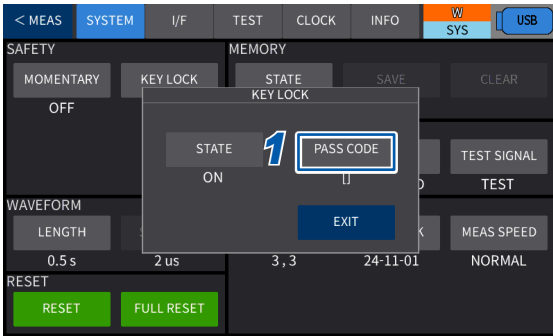 < MEAS SYSTEM I/F TEST CLOCK INFO W SYS USB
SAFETY MEMORY
MOMENTARY KEY LOCK STATE SAVE CLEAR
KEY LOCK
OFF
STATE 1 PASS CODE TEST SIGNAL
ON [] TEST
WAVEFORM
EXIT
LENGTH MEAS SPEED
0.5 s 2 us 3 , 3 24-11-01 NORMAL
RESET
RESET FULL RESET